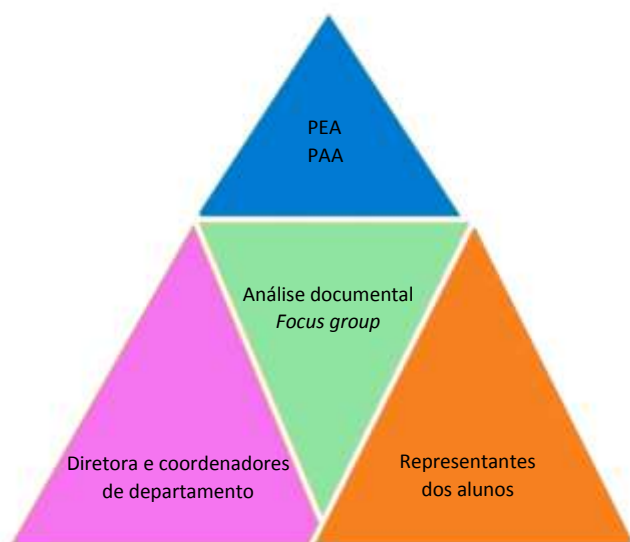 PEA
PAA
Análise documental
Focus group
Diretora e coordenadores
de departamento
Representantes
dos alunos